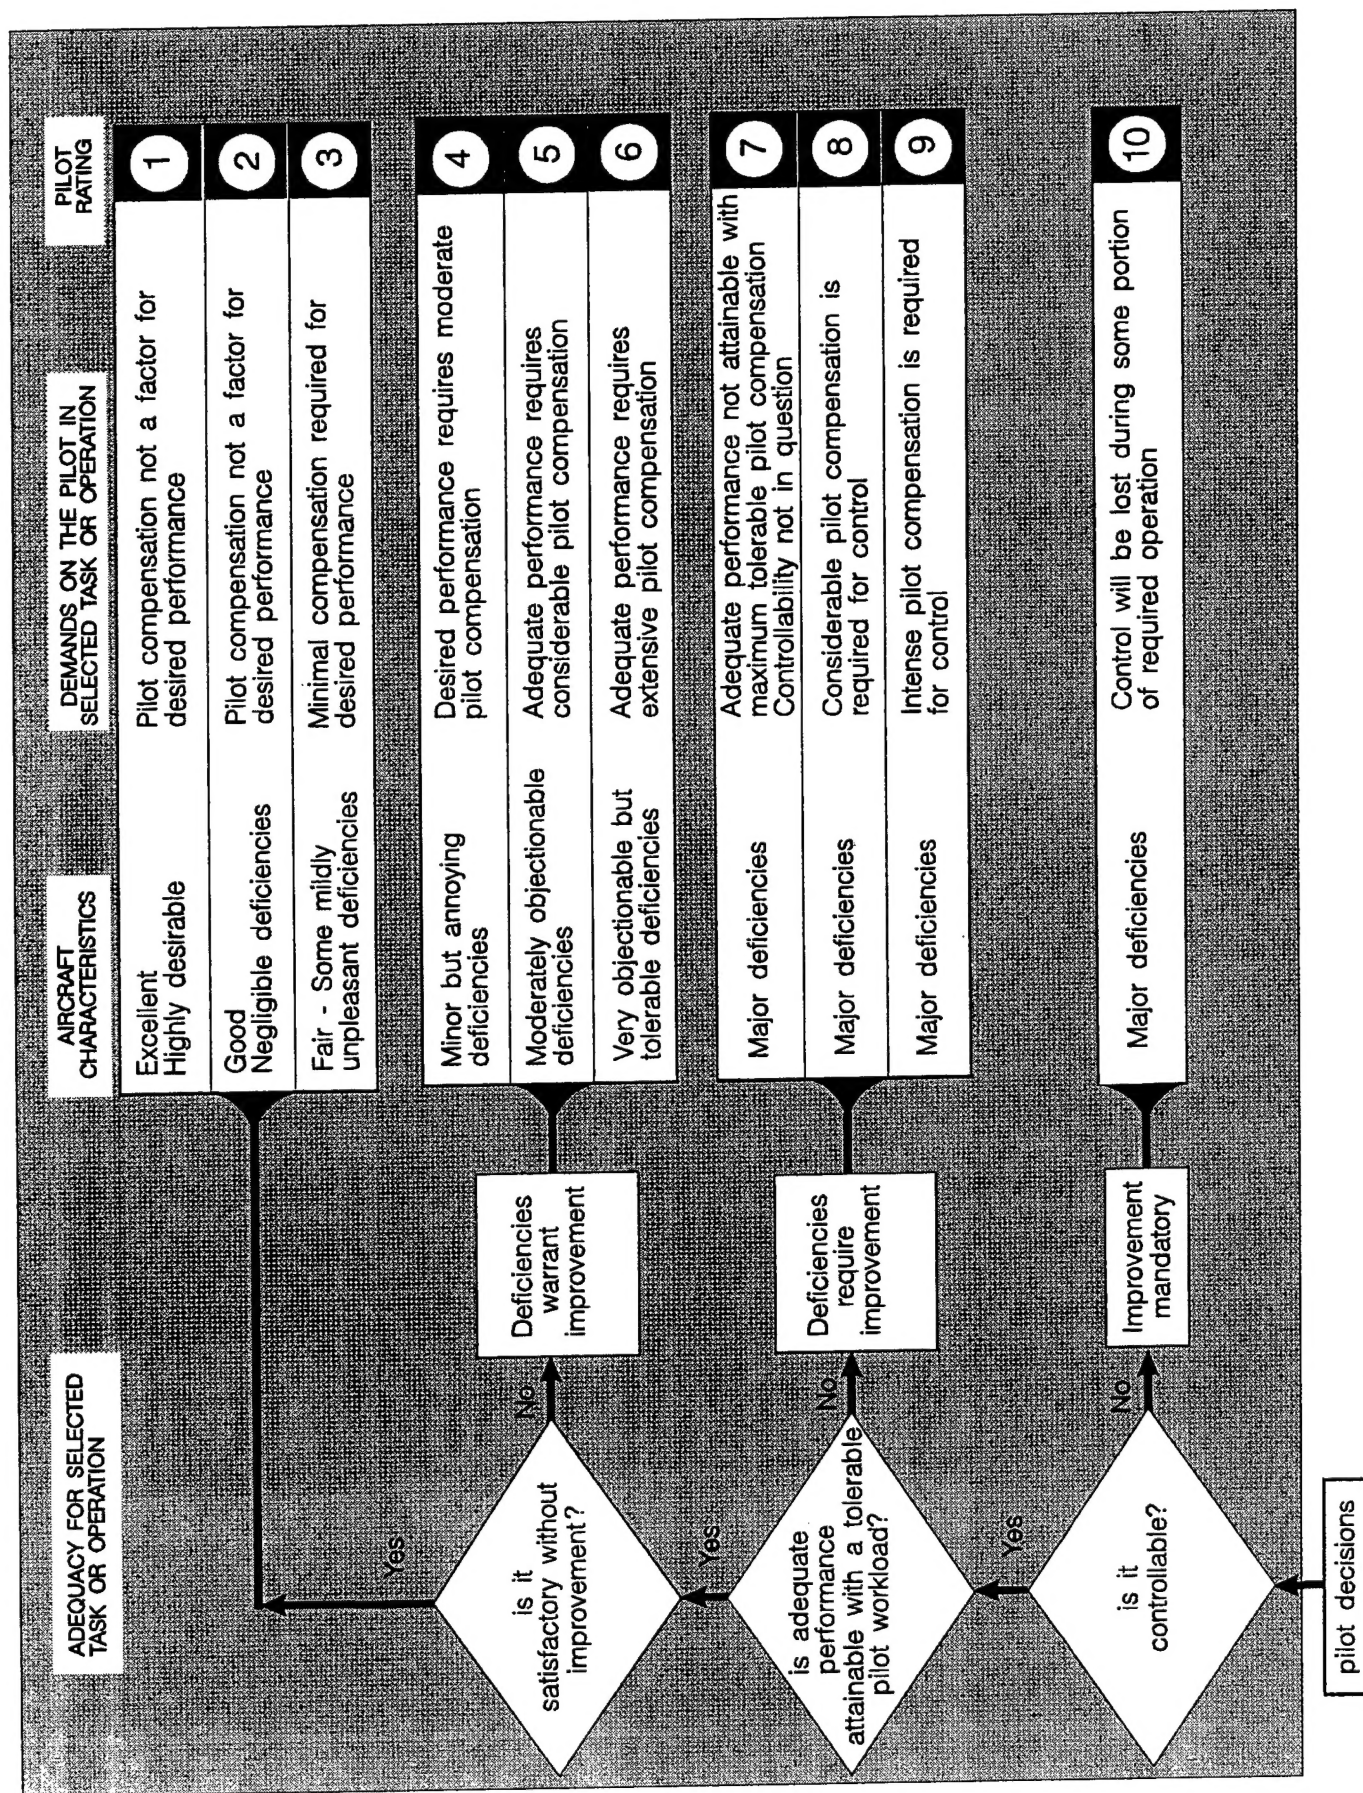 ADEQUACY FOR SELECTED
TASK OR OPERATION
AIRCRAFT
CHARACTERISTICS
DEMANDS ON THE PILOT IN
SELECTED TASK OR OPERATION
PILOT
RATING
Excellent
Highly desirable
Pilot compensation not a factor for
desired performance
1
Good
Negligible deficiencies
Pilot compensation not a factor for
desired performance
2
Fair - Some mildly
unpleasant deficiencies
Minimal compensation required for
desired performance
3
Yes
is it
satisfactory without
improvement?
No
Deficiencies
warrant
improvement
Minor but annoying
deficiencies
Desired performance requires moderate
pilot compensation
4
Moderately objectionable
deficiencies
Adequate performance requires
considerable pilot compensation
5
Very objectionable but
tolerable deficiencies
Adequate performance requires
extensive pilot compensation
6
Yes
is adequate
performance
attainable with a tolerable
pilot workload?
No
Deficiencies
require
improvement
Major deficiencies
Adequate performance not attainable with
maximum tolerable pilot compensation
Controllability not in question
7
Major deficiencies
Considerable pilot compensation is
required for control
8
Major deficiencies
Intense pilot compensation is required
for control
9
Yes
is it
controllable?
No
Improvement
mandatory
Major deficiencies
Control will be lost during some portion
of required operation
10
pilot decisions